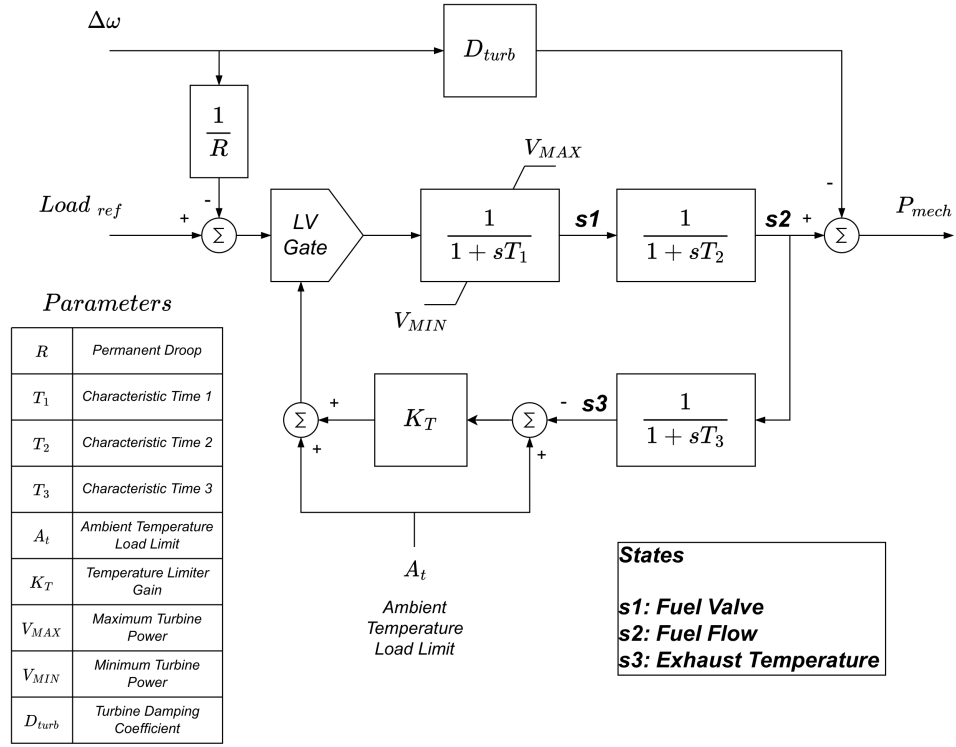 Δω
D_turb
1
R
V_MAX
-
-
Load _ref
+
Σ
LV
Gate
1
1 + sT_1
s1
1
1 + sT_2
s2
+
Σ
P_mech
V_MIN
Parameters
R Permanent Droop
T_1 Characteristic Time 1
T_2 Characteristic Time 2
T_3 Characteristic Time 3
A_t Ambient Temperature
Load Limit
K_T Temperature Limiter
Gain
V_MAX Maximum Turbine
Power
V_MIN Minimum Turbine
Power
D_turb Turbine Damping
Coefficient
Σ
+
+
K_T
Σ
-
+
s3
1
1 + sT_3
A_t
Ambient
Temperature
Load Limit
States
s1: Fuel Valve
s2: Fuel Flow
s3: Exhaust Temperature